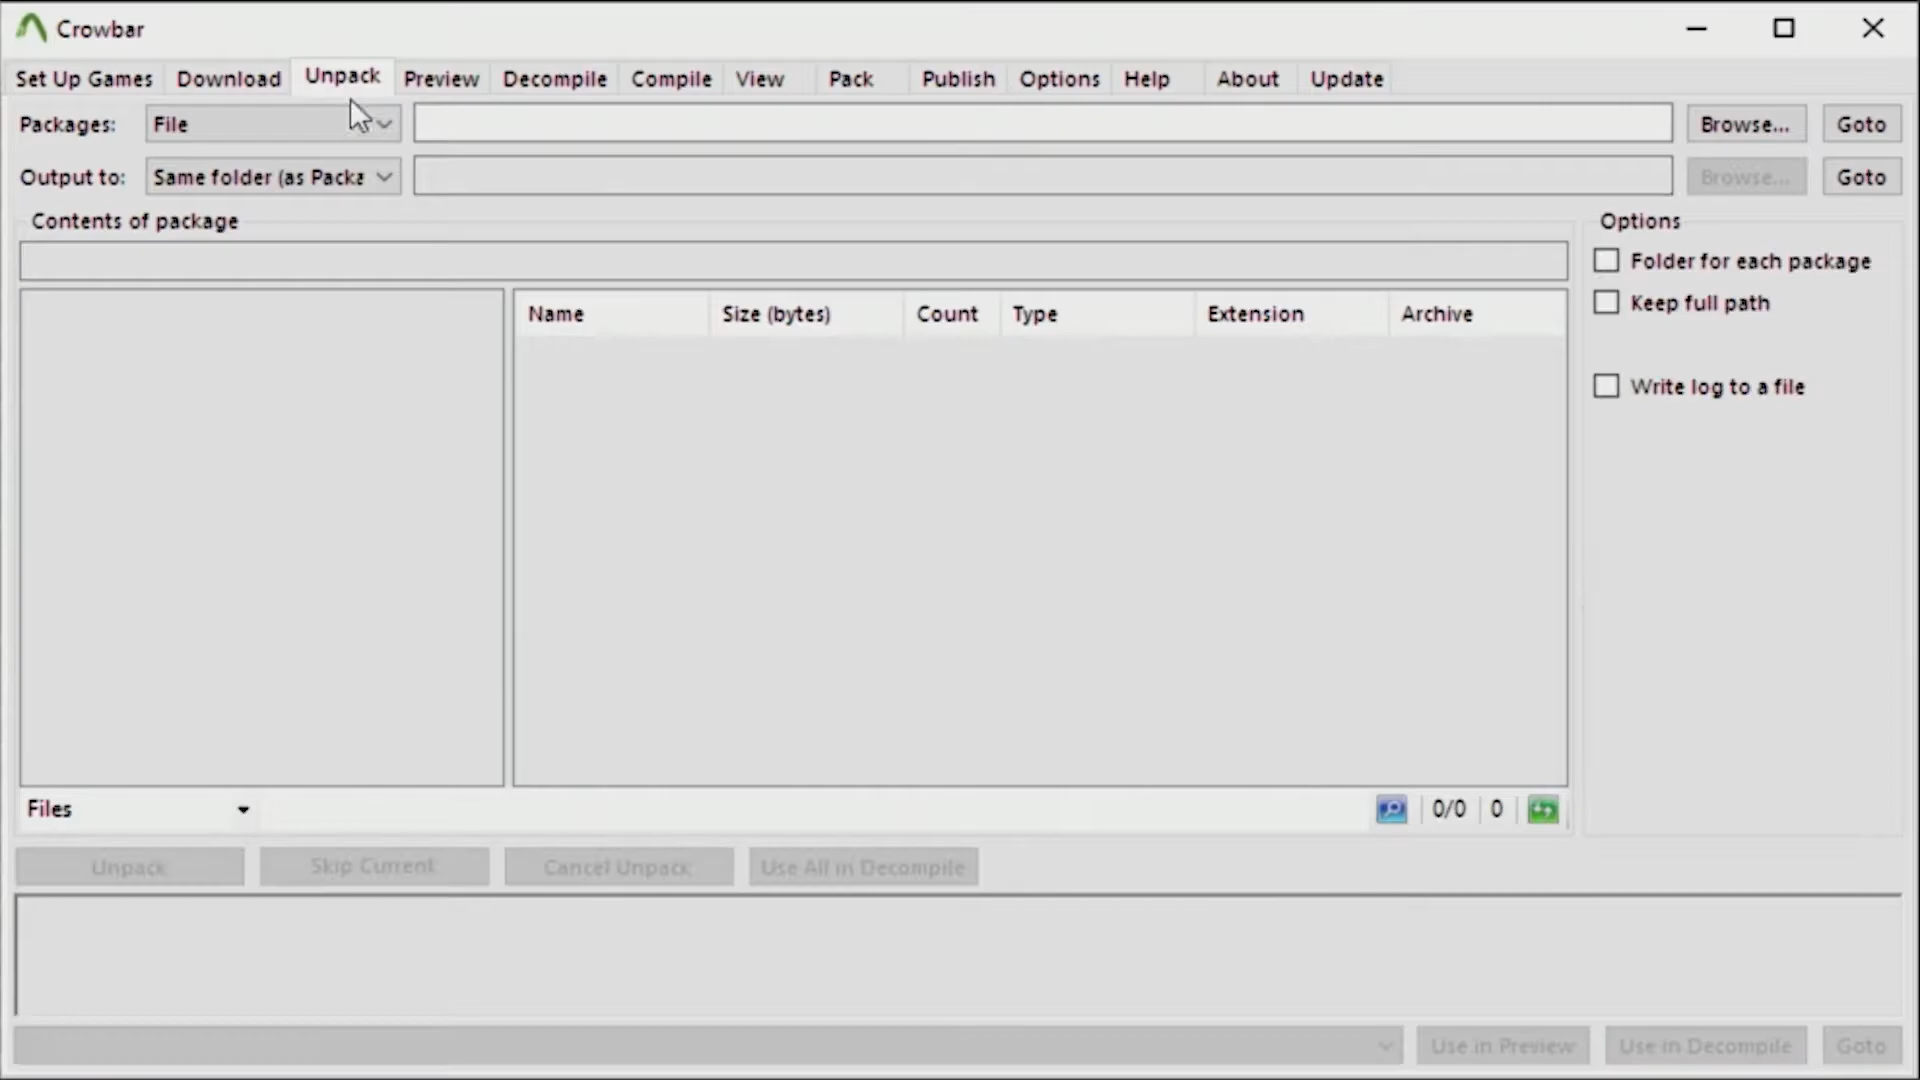 Crowbar
Set Up Games Download Unpack Preview Decompile Compile View Pack Publish Options Help About Update
Packages: File Browse... Goto
Output to: Same folder (as Packa Browse... Goto
Contents of package
Options
Folder for each package
Name Size (bytes) Count Type Extension Archive
Keep full path
Write log to a file
Files 0/0 0
Unpack Skip Current Cancel Unpack Use All in Decompile
Use in Preview Use in Decompile Goto